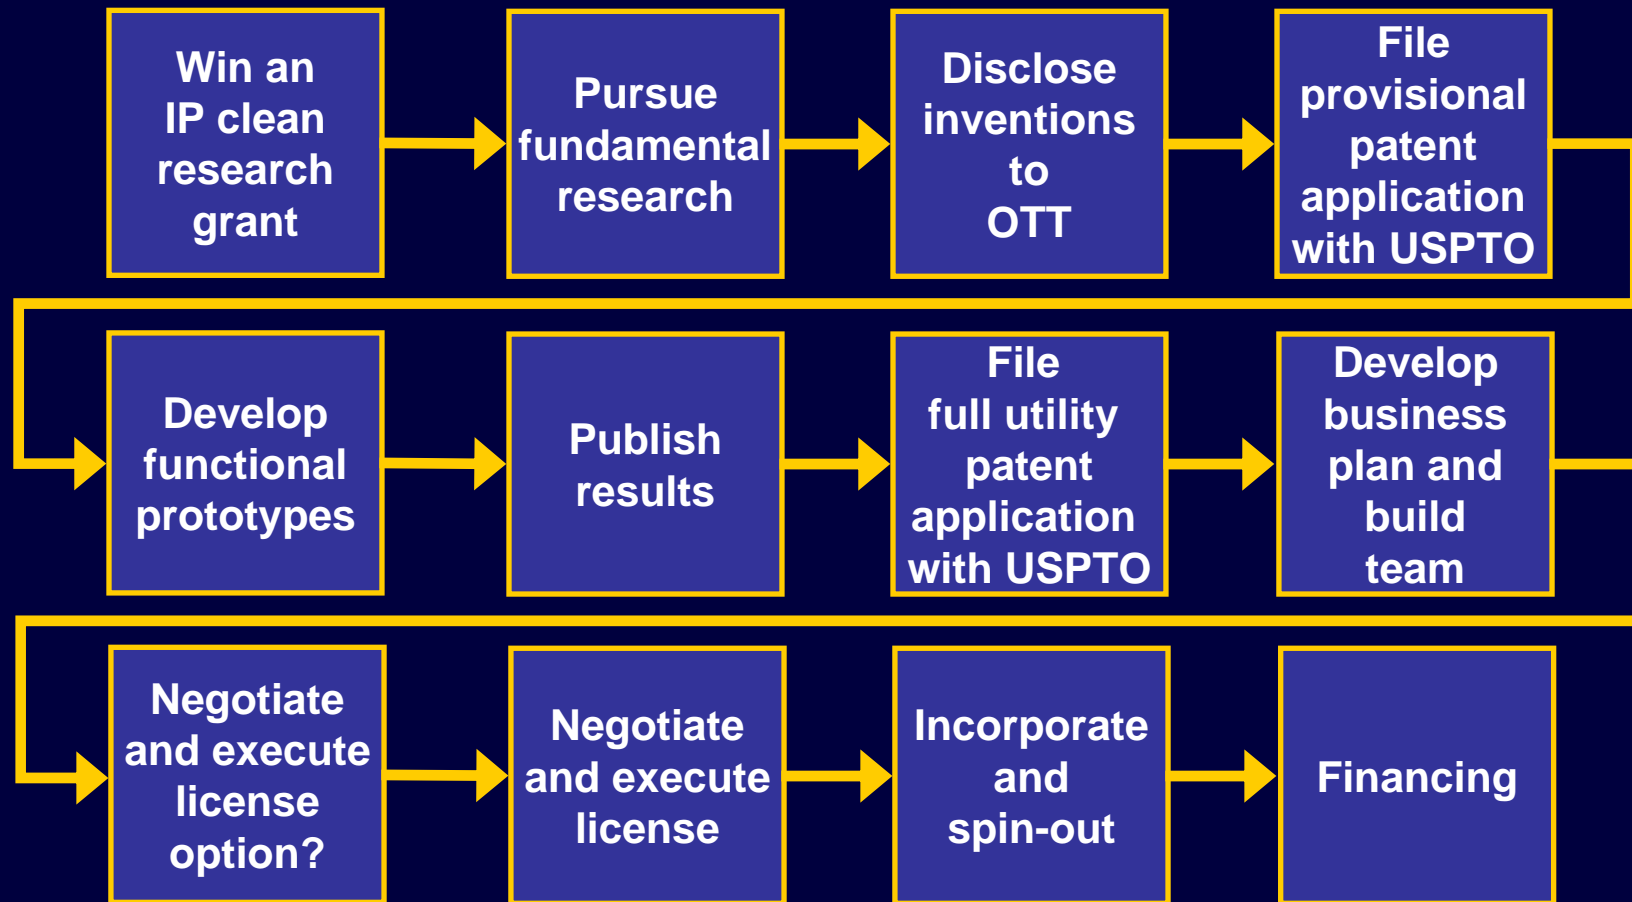 Win an
IP clean
research
grant
Pursue
fundamental
research
Disclose
inventions
to
OTT
File
provisional
patent
application
with USPTO
Develop
functional
prototypes
Publish
results
File
full utility
patent
application
with USPTO
Develop
business
plan and
build
team
Negotiate
and execute
license
option?
Negotiate
and execute
license
Incorporate
and
spin-out
Financing